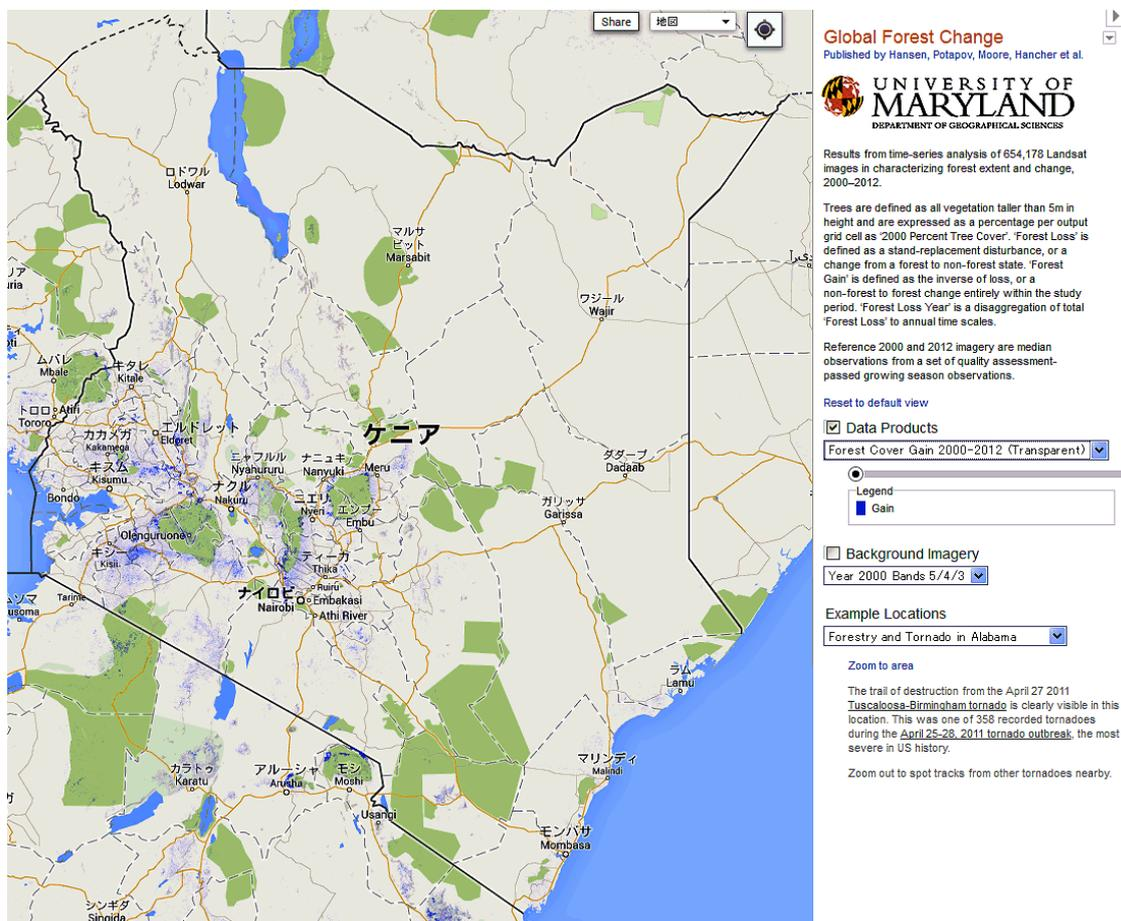 Share
地図
ロドワル
Lodwar
マルサ
ビット
Marsabit
ワジール
Wajir
リア
uria
ムバレ
Mbale
キタレ
Kitale
トロロ
Tororo
Atiri
カカメガ
Kakamega
エルドレット
Eldoret
ケニア
キスム
Kisumu
ニャフルル
Nyahururu
ナニュキ
Nanyuki
Meru
ダダーブ
Dadaab
Bondo
ナクル
Nakuru
ニエリ
Nyeri
エンブー
Embu
ガリッサ
Garissa
Olenguruone
キシー
Kisii
ティーカ
Thika
Ruiru
ナイロビ
Nairobi
Embakasi
Athi River
ムソマ
usoma
Tarime
ラム
Lamu
カラトゥ
Karatu
アルーシャ
Arusha
モシ
Moshi
マリンディ
Malindi
Usangi
モンバサ
Mombasa
シンギダ
Singida
Global Forest Change
Published by Hansen, Potapov, Moore, Hancher et al.
UNIVERSITY OF
MARYLAND
DEPARTMENT OF GEOGRAPHICAL SCIENCES
Results from time-series analysis of 654,178 Landsat
images in characterizing forest extent and change,
2000–2012.
Trees are defined as all vegetation taller than 5m in
height and are expressed as a percentage per output
grid cell as '2000 Percent Tree Cover'. 'Forest Loss' is
defined as a stand-replacement disturbance, or a
change from a forest to non-forest state. 'Forest
Gain' is defined as the inverse of loss, or a
non-forest to forest change entirely within the study
period. 'Forest Loss Year' is a disaggregation of total
'Forest Loss' to annual time scales.
Reference 2000 and 2012 imagery are median
observations from a set of quality assessment-
passed growing season observations.
Reset to default view
Data Products
Forest Cover Gain 2000-2012 (Transparent)
Legend
Gain
Background Imagery
Year 2000 Bands 5/4/3
Example Locations
Forestry and Tornado in Alabama
Zoom to area
The trail of destruction from the April 27 2011
Tuscaloosa-Birmingham tornado is clearly visible in this
location. This was one of 358 recorded tornadoes
during the April 25-28, 2011 tornado outbreak, the most
severe in US history.
Zoom out to spot tracks from other tornadoes nearby.